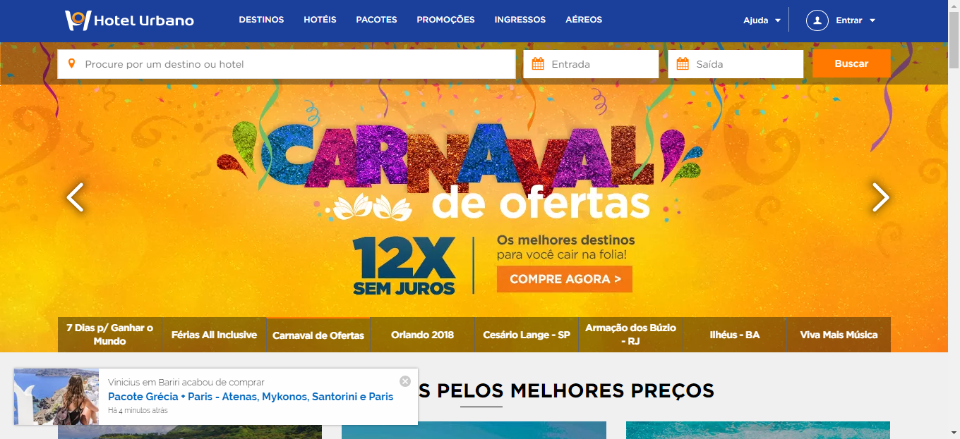 Hotel Urbano
DESTINOS HOTÉIS PACOTES PROMOÇÕES INGRESSOS AÉREOS
Ajuda Entrar
Procure por um destino ou hotel
Entrada
Saída
Buscar
CARNAVAL
de ofertas
12X
SEM JUROS
Os melhores destinos
para você cair na folia!
COMPRE AGORA >
7 Dias p/ Ganhar o
Mundo
Férias All Inclusive
Carnaval de Ofertas
Orlando 2018
Cesário Lange - SP
Armação dos Búzio
- RJ
Ilhéus - BA
Viva Mais Música
PELOS MELHORES PREÇOS
Vinicius em Bariri acabou de comprar
Pacote Grécia + Paris - Atenas, Mykonos, Santorini e Paris
Há 4 minutos atrás